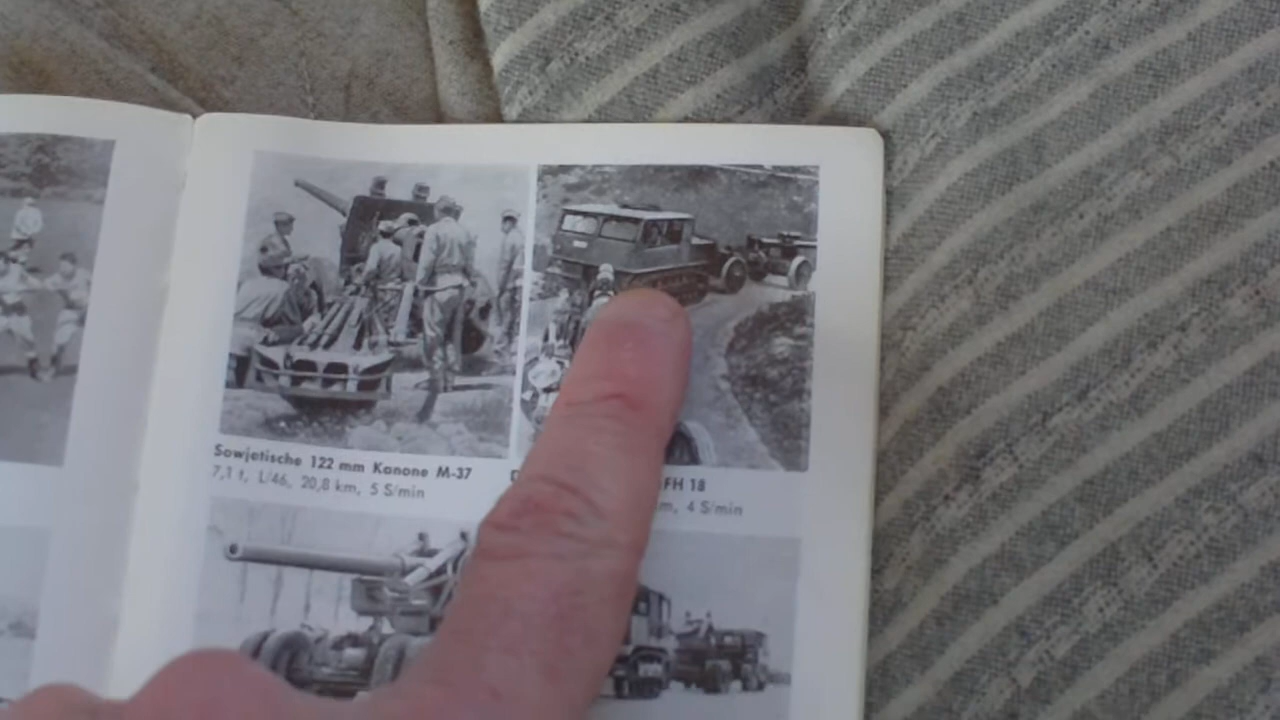 Sowjetische 122 mm Kanone M-37
7,1 t, L/46, 20,8 km, 5 S/min
FH 18
m, 4 S/min